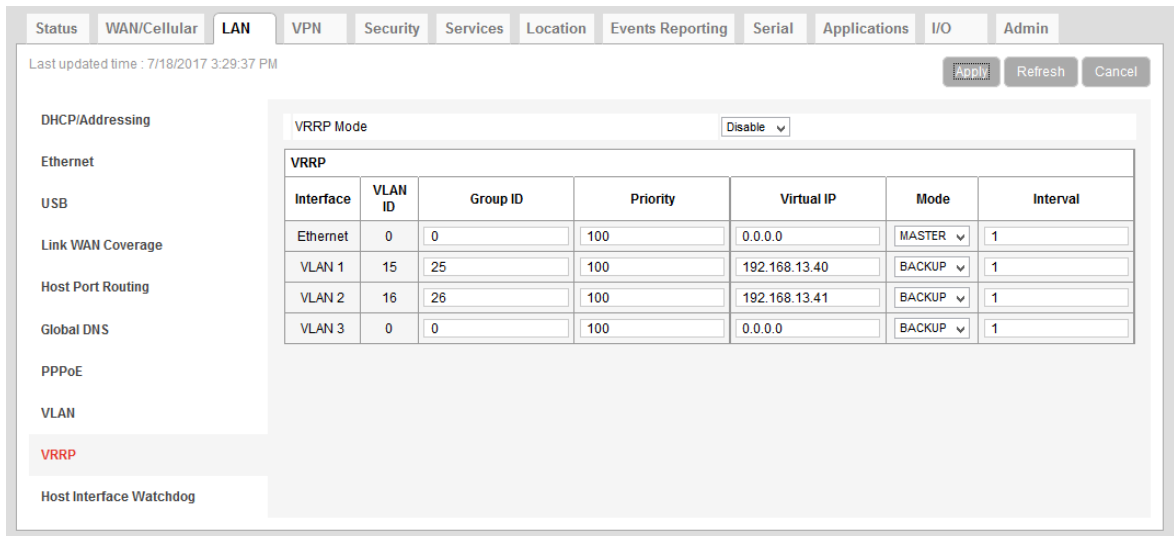 Status WAN/Cellular LAN VPN Security Services Location Events Reporting Serial Applications I/O Admin
Last updated time : 7/18/2017 3:29:37 PM
Apply Refresh Cancel
DHCP/Addressing
Ethernet
USB
Link WAN Coverage
Host Port Routing
Global DNS
PPPoE
VLAN
VRRP
Host Interface Watchdog
VRRP Mode Disable
VRRP
Interface VLAN ID Group ID Priority Virtual IP Mode Interval
Ethernet 0 0 100 0.0.0.0 MASTER 1
VLAN 1 15 25 100 192.168.13.40 BACKUP 1
VLAN 2 16 26 100 192.168.13.41 BACKUP 1
VLAN 3 0 0 100 0.0.0.0 BACKUP 1